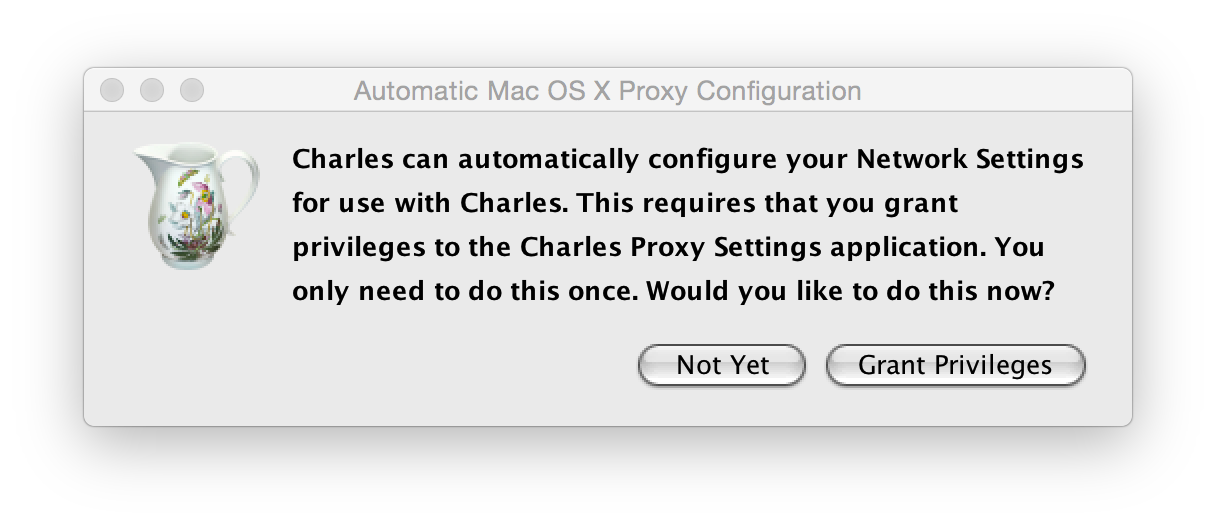 Automatic Mac OS X Proxy Configuration
Charles can automatically configure your Network Settings
for use with Charles. This requires that you grant
privileges to the Charles Proxy Settings application. You
only need to do this once. Would you like to do this now?
Not Yet
Grant Privileges